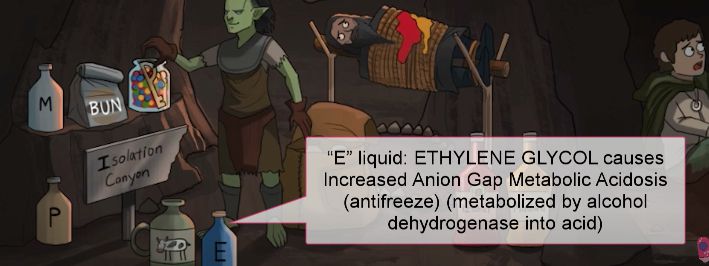 M
BUN
Isolation
Canyon
P
E
"E" liquid: ETHYLENE GLYCOL causes
Increased Anion Gap Metabolic Acidosis
(antifreeze) (metabolized by alcohol
dehydrogenase into acid)